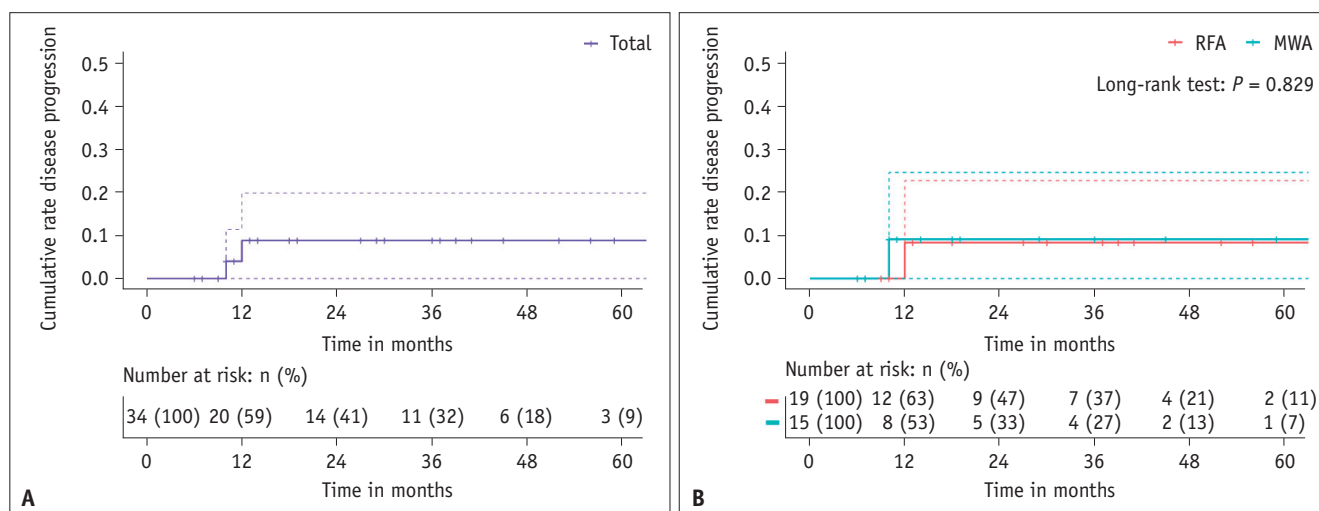 Total
Cumulative rate disease progression
0.5
0.4
0.3
0.2
0.1
0.0
0 12 24 36 48 60
Time in months
Number at risk: n (%)
34 (100) 20 (59) 14 (41) 11 (32) 6 (18) 3 (9)
0 12 24 36 48 60
Time in months
A
RFA MWA
Long-rank test: P = 0.829
Cumulative rate disease progression
0.5
0.4
0.3
0.2
0.1
0.0
0 12 24 36 48 60
Time in months
Number at risk: n (%)
19 (100) 12 (63) 9 (47) 7 (37) 4 (21) 2 (11)
15 (100) 8 (53) 5 (33) 4 (27) 2 (13) 1 (7)
0 12 24 36 48 60
Time in months
B